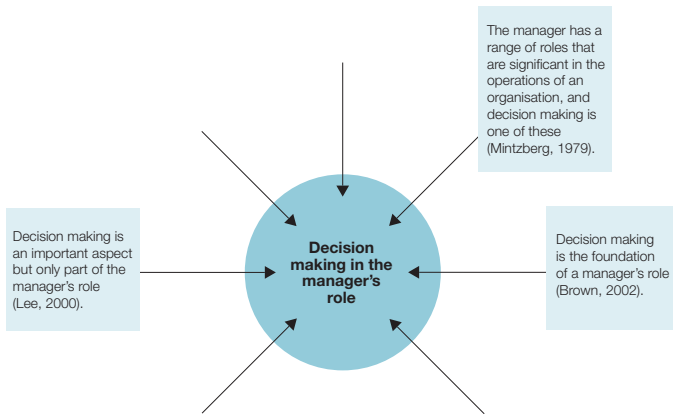 The manager has a
range of roles that
are significant in the
operations of an
organisation, and
decision making is
one of these
(Mintzberg, 1979).
Decision making is
an important aspect
but only part of the
manager’s role
(Lee, 2000).
Decision
making in the
manager’s
role
Decision making
is the foundation
of a manager’s role
(Brown, 2002).